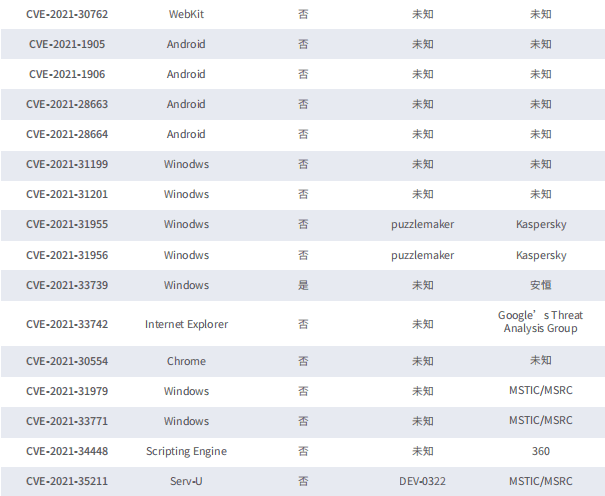 CVE-2021-30762 WebKit 否 未知 未知
CVE-2021-1905 Android 否 未知 未知
CVE-2021-1906 Android 否 未知 未知
CVE-2021-28663 Android 否 未知 未知
CVE-2021-28664 Android 否 未知 未知
CVE-2021-31199 Winodws 否 未知 未知
CVE-2021-31201 Winodws 否 未知 未知
CVE-2021-31955 Winodws 否 puzzlemaker Kaspersky
CVE-2021-31956 Winodws 否 puzzlemaker Kaspersky
CVE-2021-33739 Windows 是 未知 安恒
CVE-2021-33742 Internet Explorer 否 未知 Google’s Threat
Analysis Group
CVE-2021-30554 Chrome 否 未知 未知
CVE-2021-31979 Windows 否 未知 MSTIC/MSRC
CVE-2021-33771 Windows 否 未知 MSTIC/MSRC
CVE-2021-34448 Scripting Engine 否 未知 360
CVE-2021-35211 Serv-U 否 DEV-0322 MSTIC/MSRC